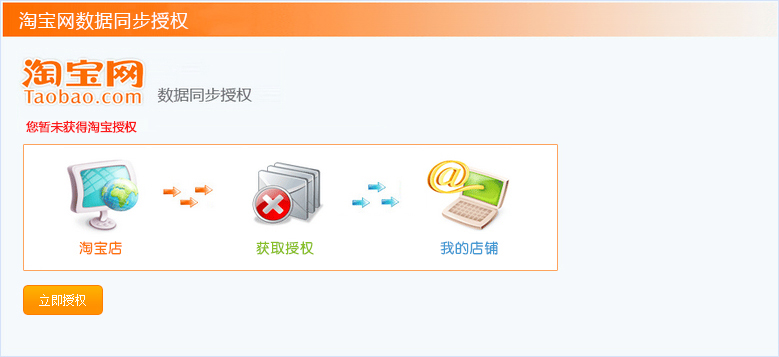 淘宝网数据同步授权
淘宝网
Taobao.com 数据同步授权
您暂未获得淘宝授权
@
淘宝店 获取授权 我的店铺
立即授权